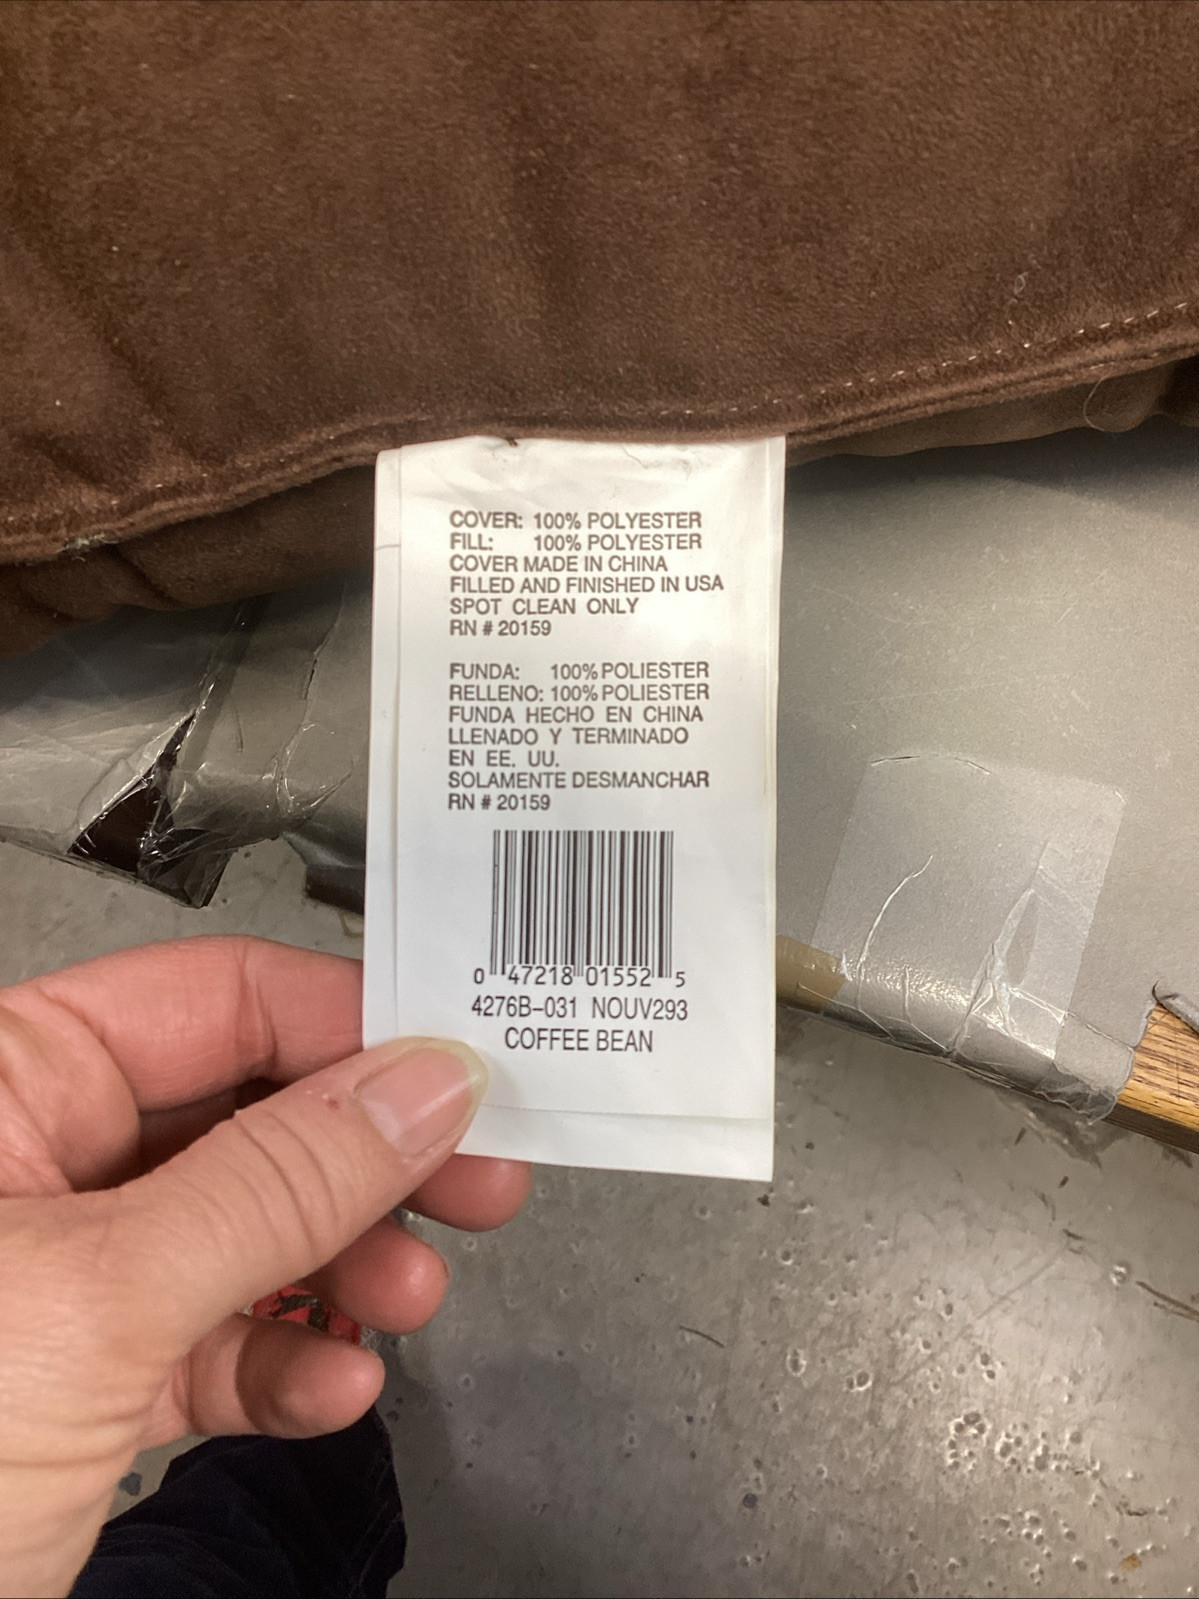 COVER: 100% POLYESTER
FILL: 100% POLYESTER
COVER MADE IN CHINA
FILLED AND FINISHED IN USA
SPOT CLEAN ONLY
RN # 20159
FUNDA: 100% POLIESTER
RELLENO: 100% POLIESTER
FUNDA HECHO EN CHINA
LLENADO Y TERMINADO
EN EE. UU.
SOLAMENTE DESMANCHAR
RN # 20159
0 47218 01552 5
4276B-031 NOUV293
COFFEE BEAN